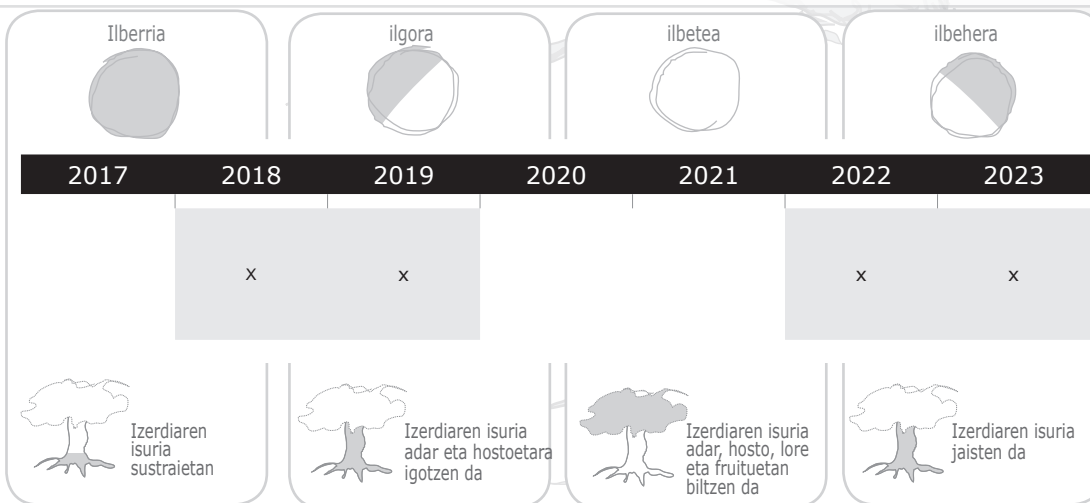 Ilberria
ilgora
ilbetea
ilbehera
2017 2018 2019 2020 2021 2022 2023
x x x x
Izerdiaren
isuria
sustraietan
Izerdiaren isuria
adar eta hostoetara
igotzen da
Izerdiaren isuria
adar, hosto, lore
eta fruituetan
biltzen da
Izerdiaren isuria
jaisten da